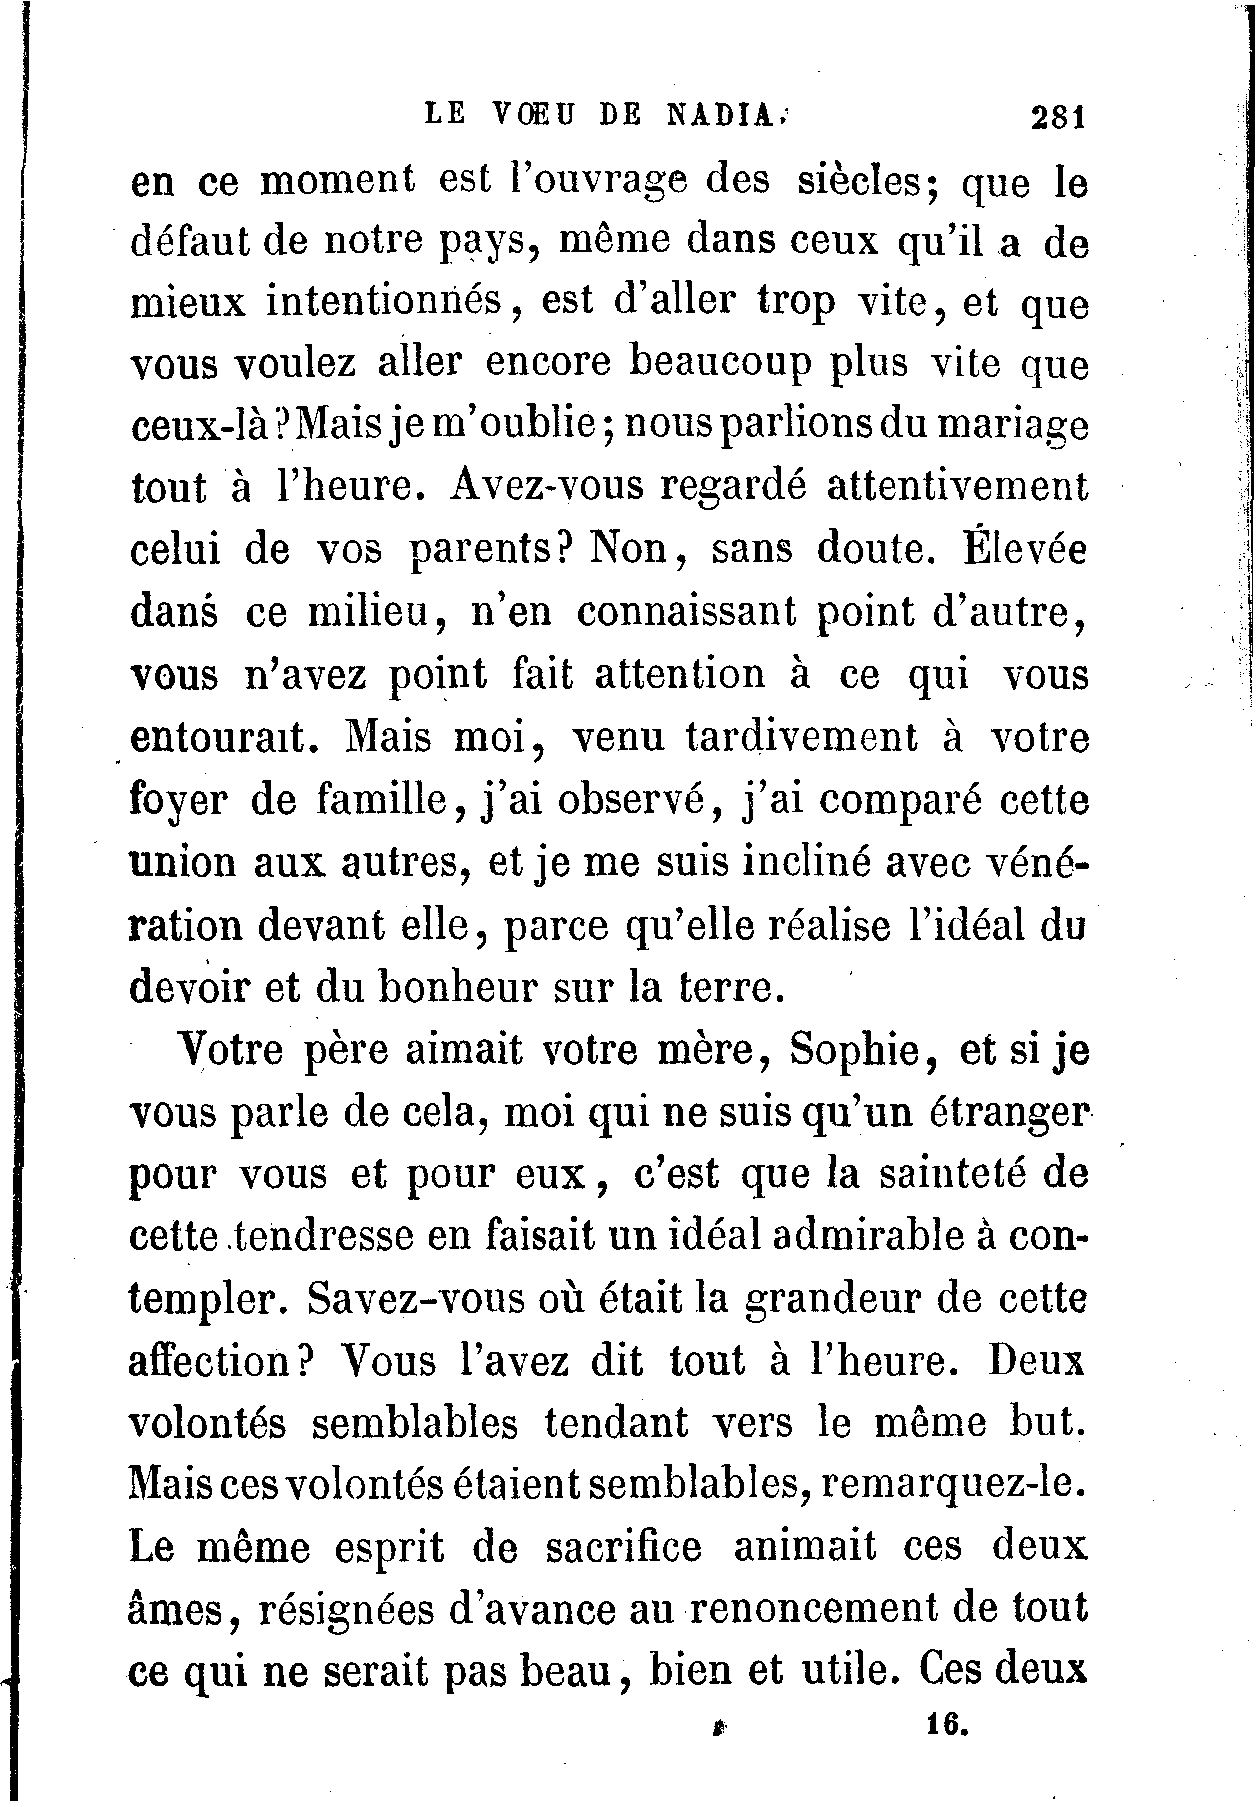 LE VŒU DE NADIA. 281
en ce moment est l'ouvrage des siècles; que le
défaut de notre pays, même dans ceux qu'il a de
mieux intentionnés, est d'aller trop vite, et que
vous voulez aller encore beaucoup plus vite que
ceux-là? Mais je m'oublie; nous parlions du mariage
tout à l'heure. Avez-vous regardé attentivement
celui de vos parents? Non, sans doute. Élevée
dans ce milieu, n'en connaissant point d'autre,
vous n'avez point fait attention à ce qui vous
entourait. Mais moi, venu tardivement à votre
foyer de famille, j'ai observé, j'ai comparé cette
union aux autres, et je me suis incliné avec véné-
ration devant elle, parce qu'elle réalise l'idéal du
devoir et du bonheur sur la terre.
Votre père aimait votre mère, Sophie, et si je
vous parle de cela, moi qui ne suis qu'un étranger
pour vous et pour eux, c'est que la sainteté de
cette tendresse en faisait un idéal admirable à con-
templer. Savez-vous où était la grandeur de cette
affection? Vous l'avez dit tout à l'heure. Deux
volontés semblables tendant vers le même but.
Mais ces volontés étaient semblables, remarquez-le.
Le même esprit de sacrifice animait ces deux
âmes, résignées d'avance au renoncement de tout
ce qui ne serait pas beau, bien et utile. Ces deux
16.